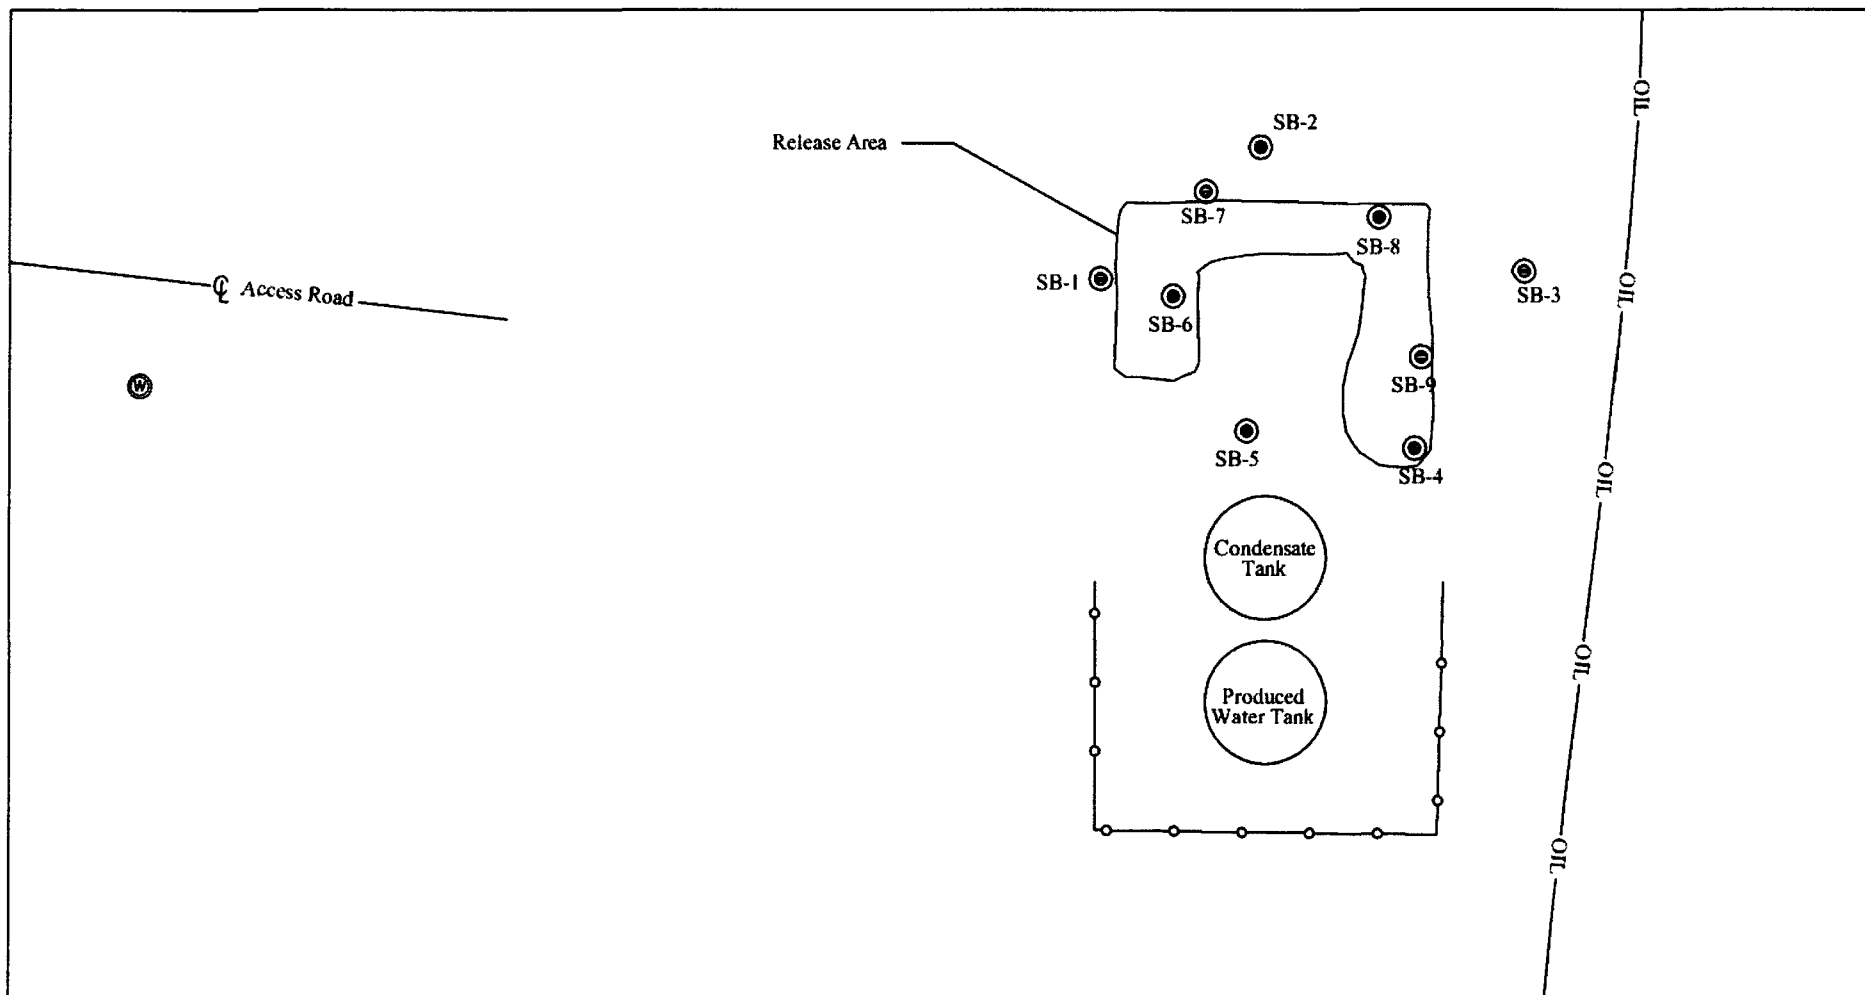 OIL
SB-2
Release Area
SB-7
SB-8
SB-1
SB-3
OIL
℄ Access Road
SB-6
W
SB-9
SB-5
SB-4
OIL
Condensate
Tank
OIL
Produced
Water Tank
OIL